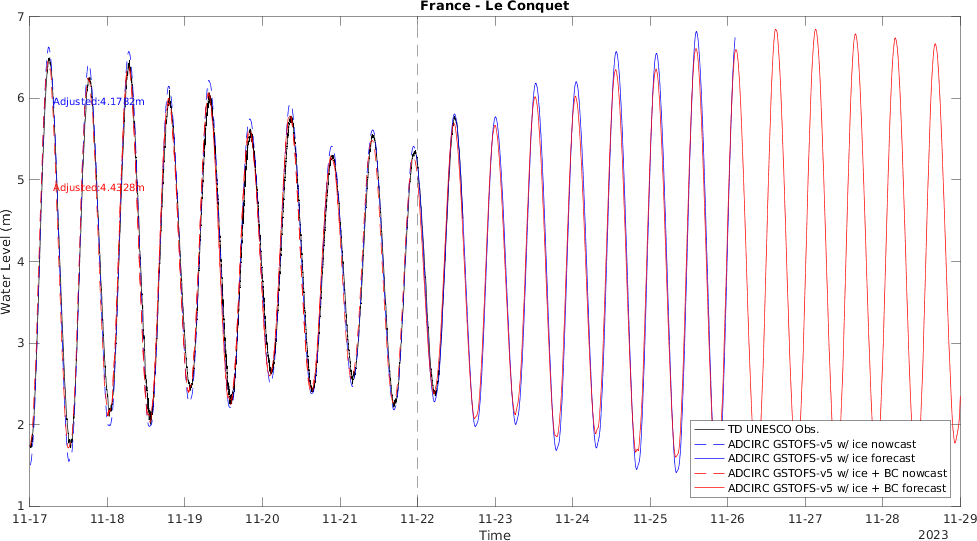 France - Le Conquet
7
6
5
4
3
2
1
Water Level (m)
Adjusted:4.1782m
Adjusted:4.4328m
TD UNESCO Obs.
ADCIRC GSTOFS-v5 w/ ice nowcast
ADCIRC GSTOFS-v5 w/ ice forecast
ADCIRC GSTOFS-v5 w/ ice + BC nowcast
ADCIRC GSTOFS-v5 w/ ice + BC forecast
11-17 11-18 11-19 11-20 11-21 11-22 11-23 11-24 11-25 11-26 11-27 11-28 11-29
Time
2023